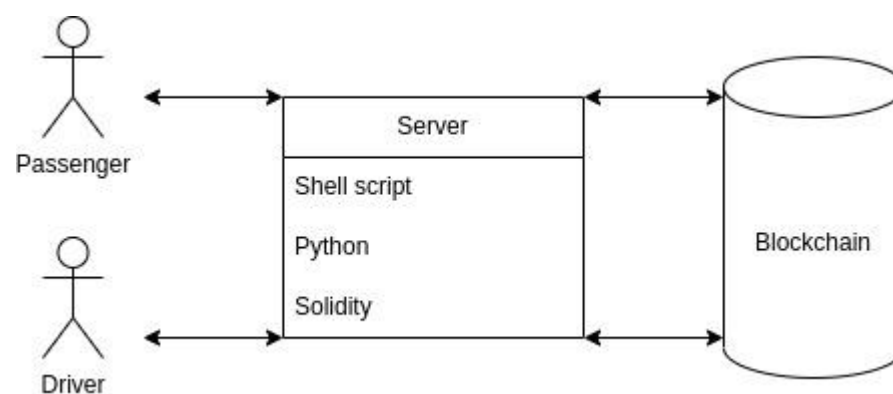 Passenger
Driver
Server
Shell script
Python
Solidity
Blockchain